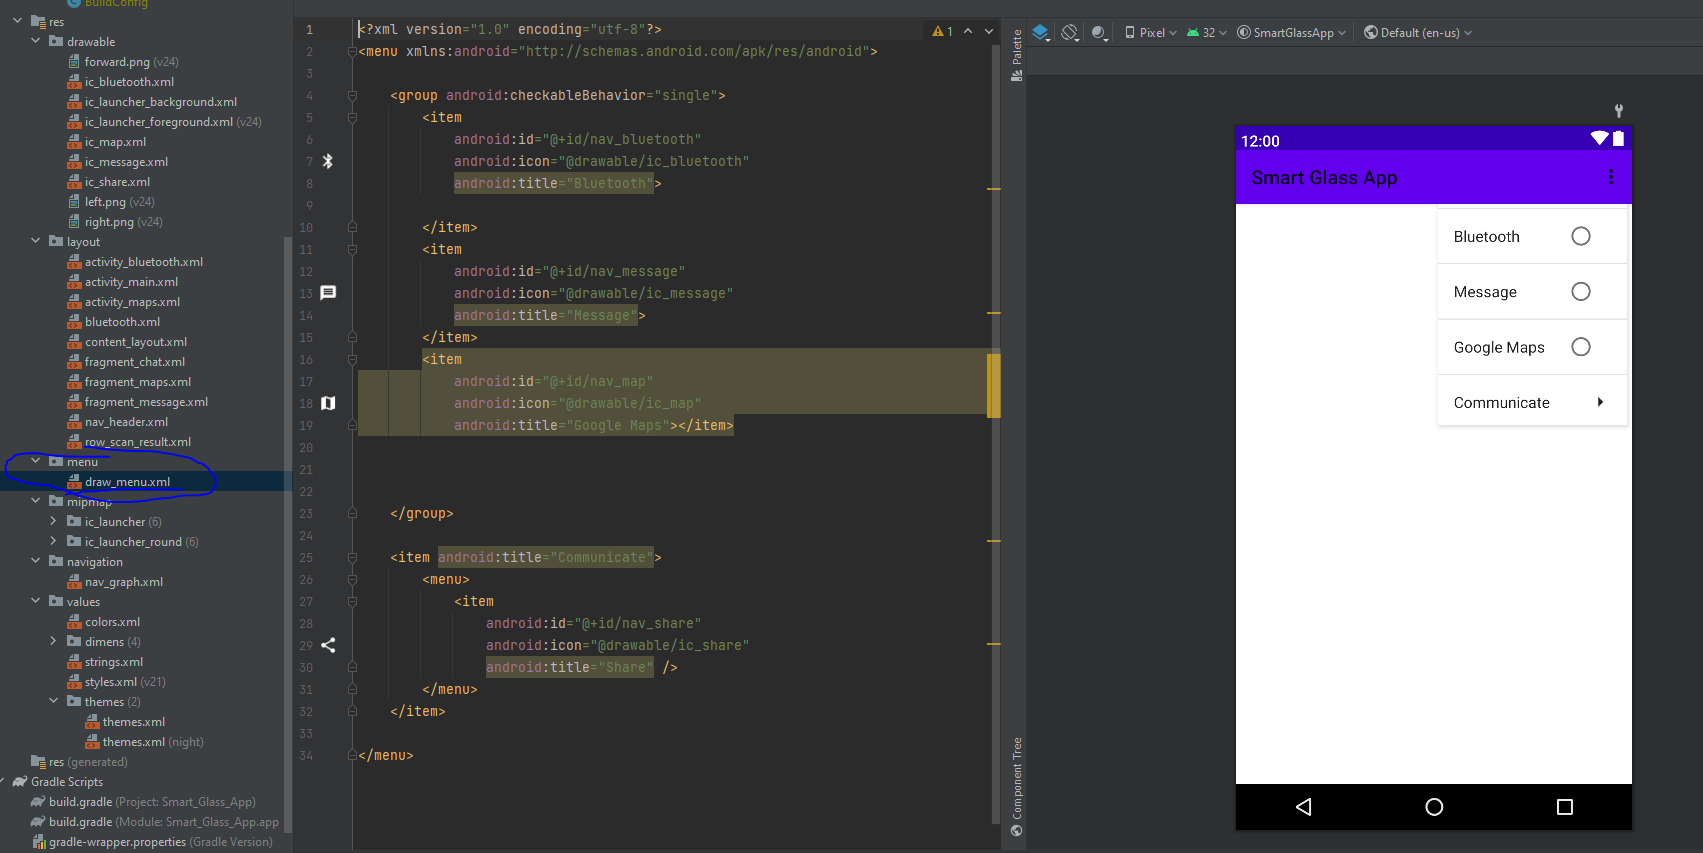 BuildConfig
res
drawable
forward.png (v24)
ic_bluetooth.xml
ic_launcher_background.xml
ic_launcher_foreground.xml (v24)
ic_map.xml
ic_message.xml
ic_share.xml
left.png (v24)
right.png (v24)
layout
activity_bluetooth.xml
activity_main.xml
activity_maps.xml
bluetooth.xml
content_layout.xml
fragment_chat.xml
fragment_maps.xml
fragment_message.xml
nav_header.xml
row_scan_result.xml
menu
draw_menu.xml
mipmap
ic_launcher (6)
ic_launcher_round (6)
navigation
nav_graph.xml
values
colors.xml
dimens (4)
strings.xml
styles.xml (v21)
themes (2)
themes.xml
themes.xml (night)
res (generated)
Gradle Scripts
build.gradle (Project: Smart_Glass_App)
build.gradle (Module: Smart_Glass_App.app
gradle-wrapper.properties (Gradle Version)
1 <?xml version="1.0" encoding="utf-8"?>
2 <menu xmlns:android="http://schemas.android.com/apk/res/android">
3
4 <group android:checkableBehavior="single">
5 <item
6 android:id="@+id/nav_bluetooth"
7 android:icon="@drawable/ic_bluetooth"
8 android:title="Bluetooth">
9
10 </item>
11 <item
12 android:id="@+id/nav_message"
13 android:icon="@drawable/ic_message"
14 android:title="Message">
15 </item>
16 <item
17 android:id="@+id/nav_map"
18 android:icon="@drawable/ic_map"
19 android:title="Google Maps"></item>
20
21
22
23 </group>
24
25 <item android:title="Communicate">
26 <menu>
27 <item
28 android:id="@+id/nav_share"
29 android:icon="@drawable/ic_share"
30 android:title="Share" />
31 </menu>
32 </item>
33
34 </menu>
1
Palette
Component Tree
Pixel
32
SmartGlassApp
Default (en-us)
12:00
Smart Glass App
Bluetooth
Message
Google Maps
Communicate